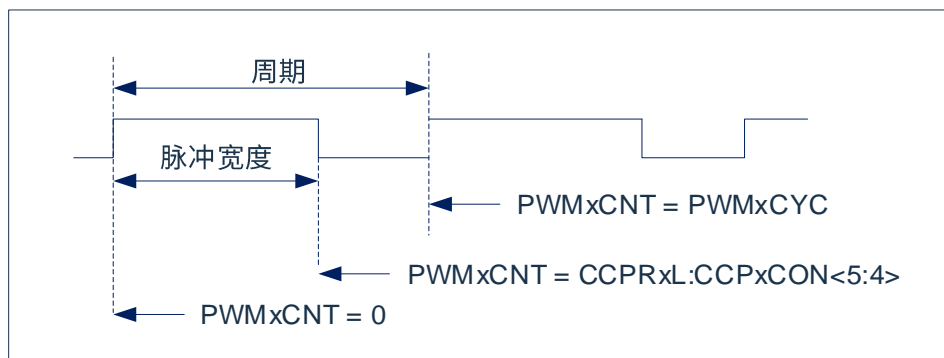 周期
脉冲宽度
PWMxCNT = PWMxCYC
PWMxCNT = CCPRxL:CCPxCON<5:4>
PWMxCNT = 0